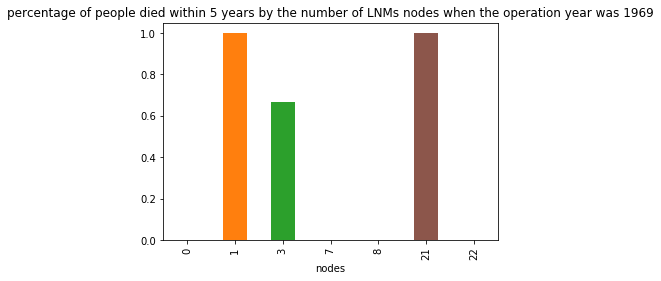 percentage of people died within 5 years by the number of LNMs nodes when the operation year was 1969
1.0
0.8
0.6
0.4
0.2
0.0
0 1 3 7 8 21 22
nodes